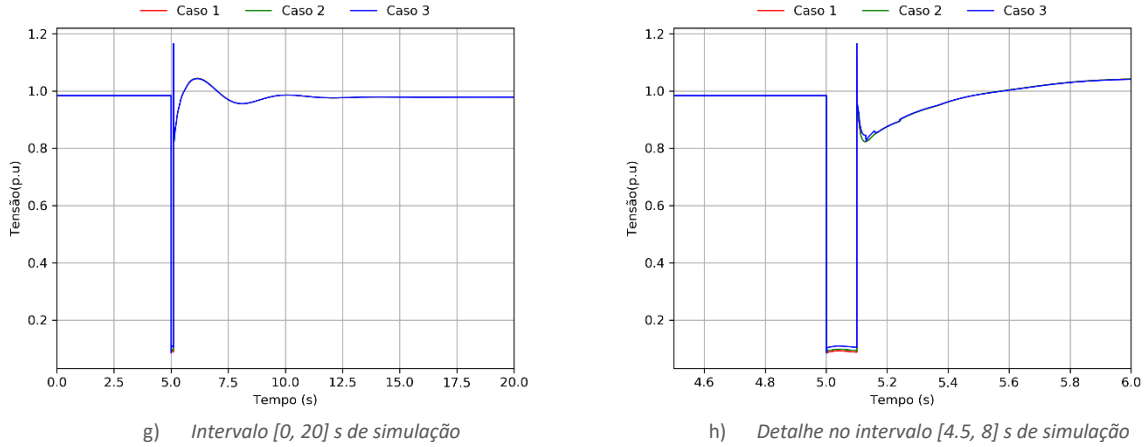 Caso 1 Caso 2 Caso 3
1.2
1.0
0.8
0.6
0.4
0.2
Tensão(p.u)
0.0 2.5 5.0 7.5 10.0 12.5 15.0 17.5 20.0
Tempo (s)
g) Intervalo [0, 20] s de simulação
Caso 1 Caso 2 Caso 3
1.2
1.0
0.8
0.6
0.4
0.2
Tensão(p.u)
4.6 4.8 5.0 5.2 5.4 5.6 5.8 6.0
Tempo (s)
h) Detalhe no intervalo [4.5, 8] s de simulação